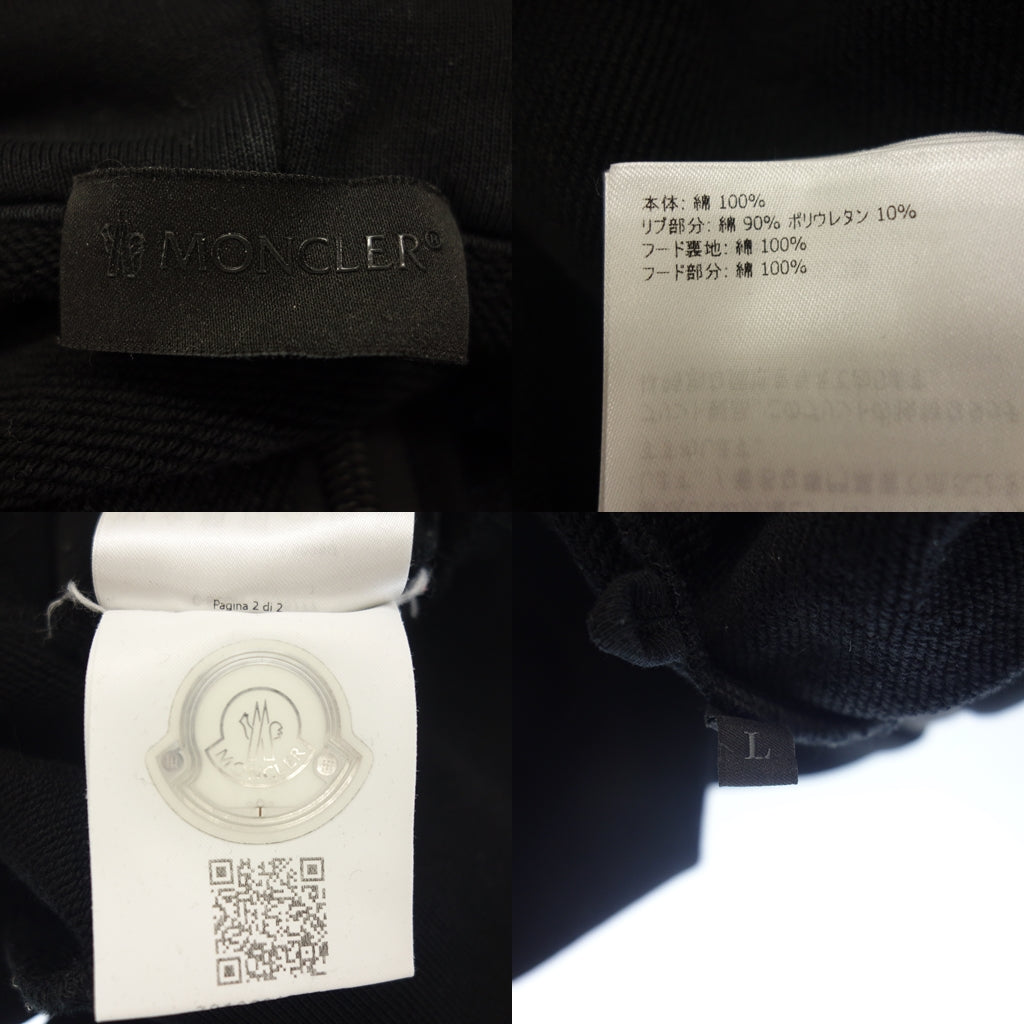 MONCLER®
本体: 綿 100%
リブ部分: 綿 90% ポリウレタン 10%
フード裏地: 綿 100%
フード部分: 綿 100%
Pagina 2 di 2
MONCLER
L